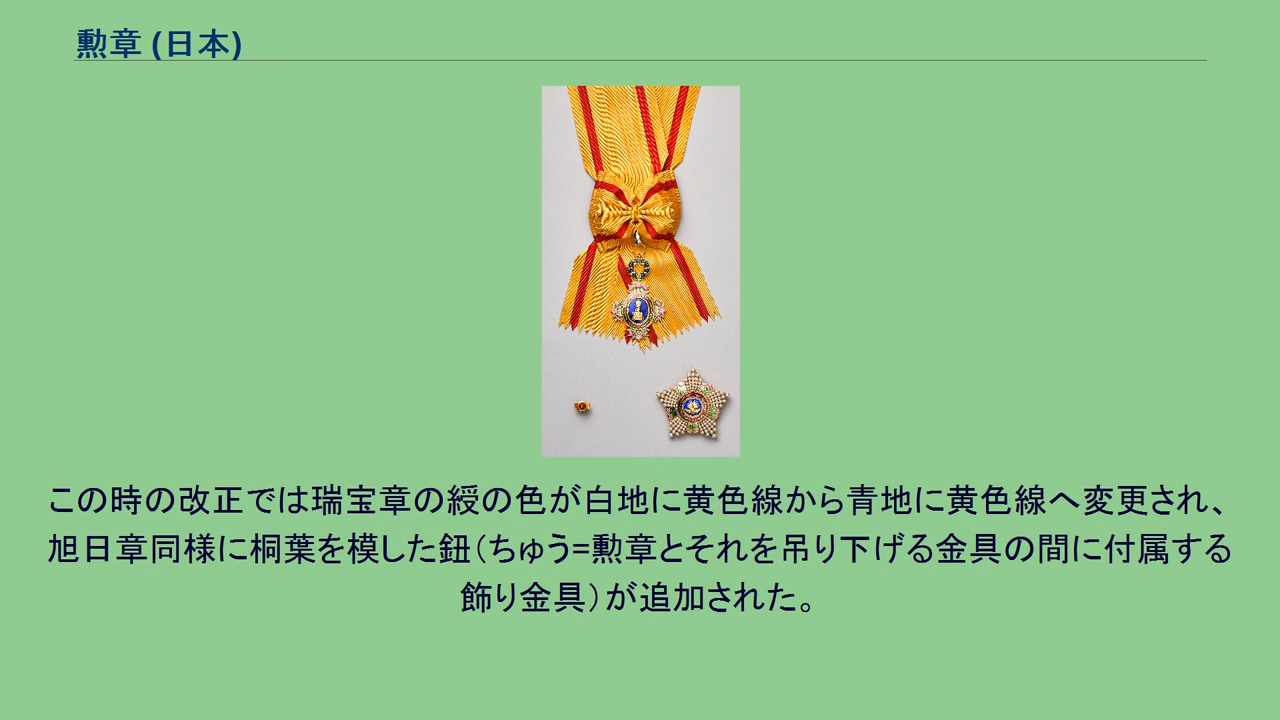 勲章 (日本)
この時の改正では瑞宝章の綬の色が白地に黄色線から青地に黄色線へ変更され、
旭日章同様に桐葉を模した鈕（ちゅう=勲章とそれを吊り下げる金具の間に付属する
飾り金具）が追加された。